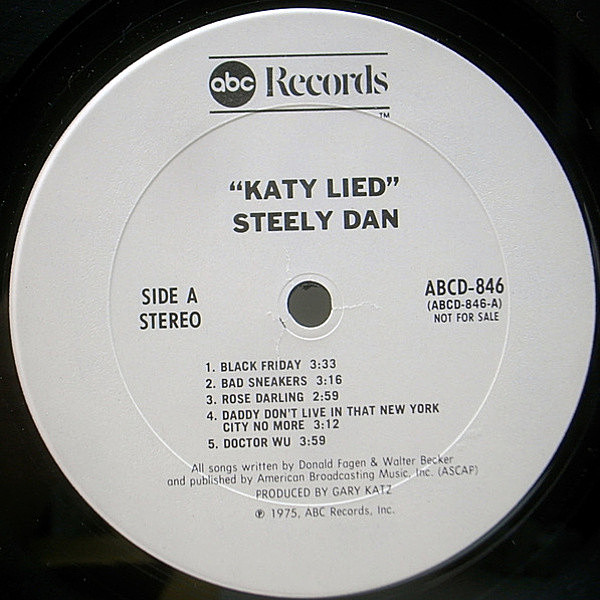 abc Records
TM
“KATY LIED”
STEELY DAN
SIDE A
STEREO
ABCD-846
(ABCD-846-A)
NOT FOR SALE
1. BLACK FRIDAY 3:33
2. BAD SNEAKERS 3:16
3. ROSE DARLING 2:59
4. DADDY DON'T LIVE IN THAT NEW YORK
CITY NO MORE 3:12
5. DOCTOR WU 3:59
All songs written by Donald Fagen & Walter Becker
and published by American Broadcasting Music, Inc. (ASCAP)
PRODUCED BY GARY KATZ
℗ 1975, ABC Records, Inc.